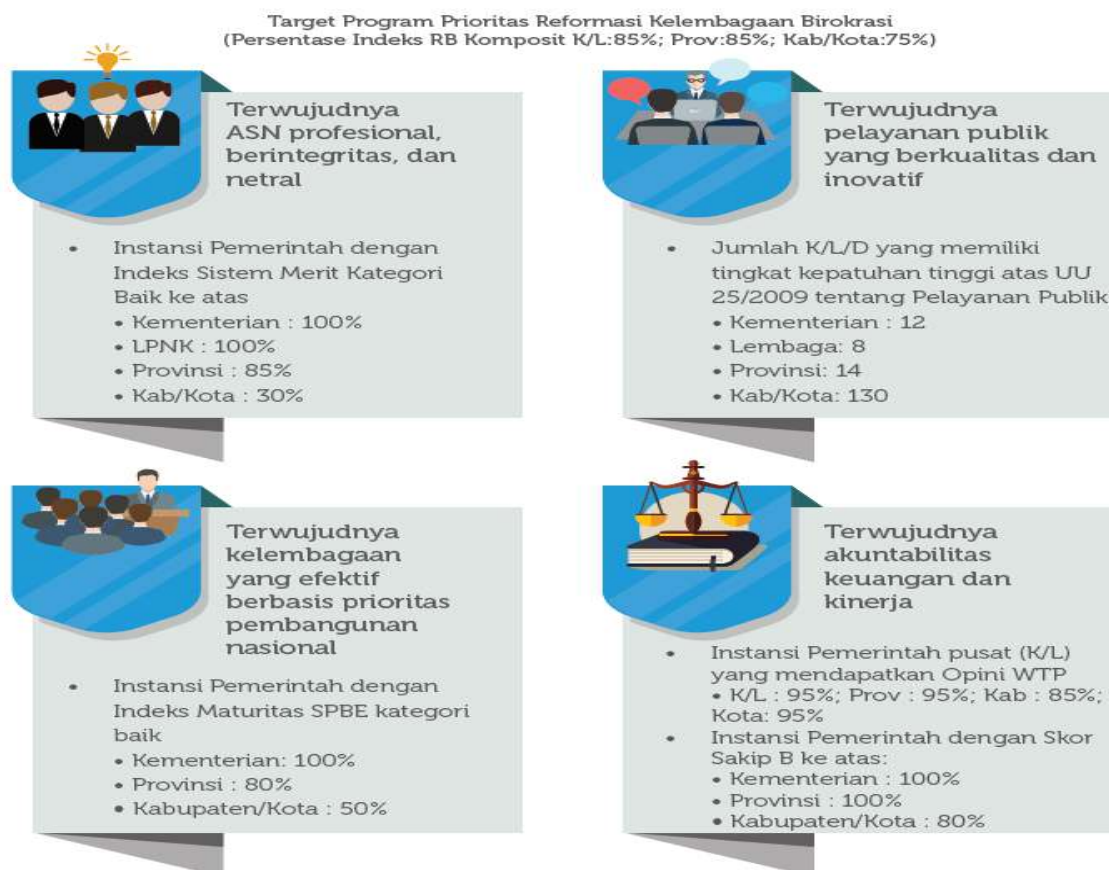 Target Program Prioritas Reformasi Kelembagaan Birokrasi
(Persentase Indeks RB Komposit K/L:85%; Prov:85%; Kab/Kota:75%)
Terwujudnya
ASN profesional,
berintegritas, dan
netral
• Instansi Pemerintah dengan
Indeks Sistem Merit Kategori
Baik ke atas
• Kementerian : 100%
• LPNK : 100%
• Provinsi : 85%
• Kab/Kota : 30%
Terwujudnya
pelayanan publik
yang berkualitas dan
inovatif
• Jumlah K/L/D yang memiliki
tingkat kepatuhan tinggi atas UU
25/2009 tentang Pelayanan Publik
• Kementerian : 12
• Lembaga: 8
• Provinsi: 14
• Kab/Kota: 130
Terwujudnya
kelembagaan
yang efektif
berbasis prioritas
pembangunan
nasional
• Instansi Pemerintah dengan
Indeks Maturitas SPBE kategori
baik
• Kementerian: 100%
• Provinsi : 80%
• Kabupaten/Kota : 50%
Terwujudnya
akuntabilitas
keuangan dan
kinerja
• Instansi Pemerintah pusat (K/L)
yang mendapatkan Opini WTP
• K/L : 95%; Prov : 95%; Kab : 85%;
Kota: 95%
• Instansi Pemerintah dengan Skor
Sakip B ke atas:
• Kementerian : 100%
• Provinsi : 100%
• Kabupaten/Kota : 80%